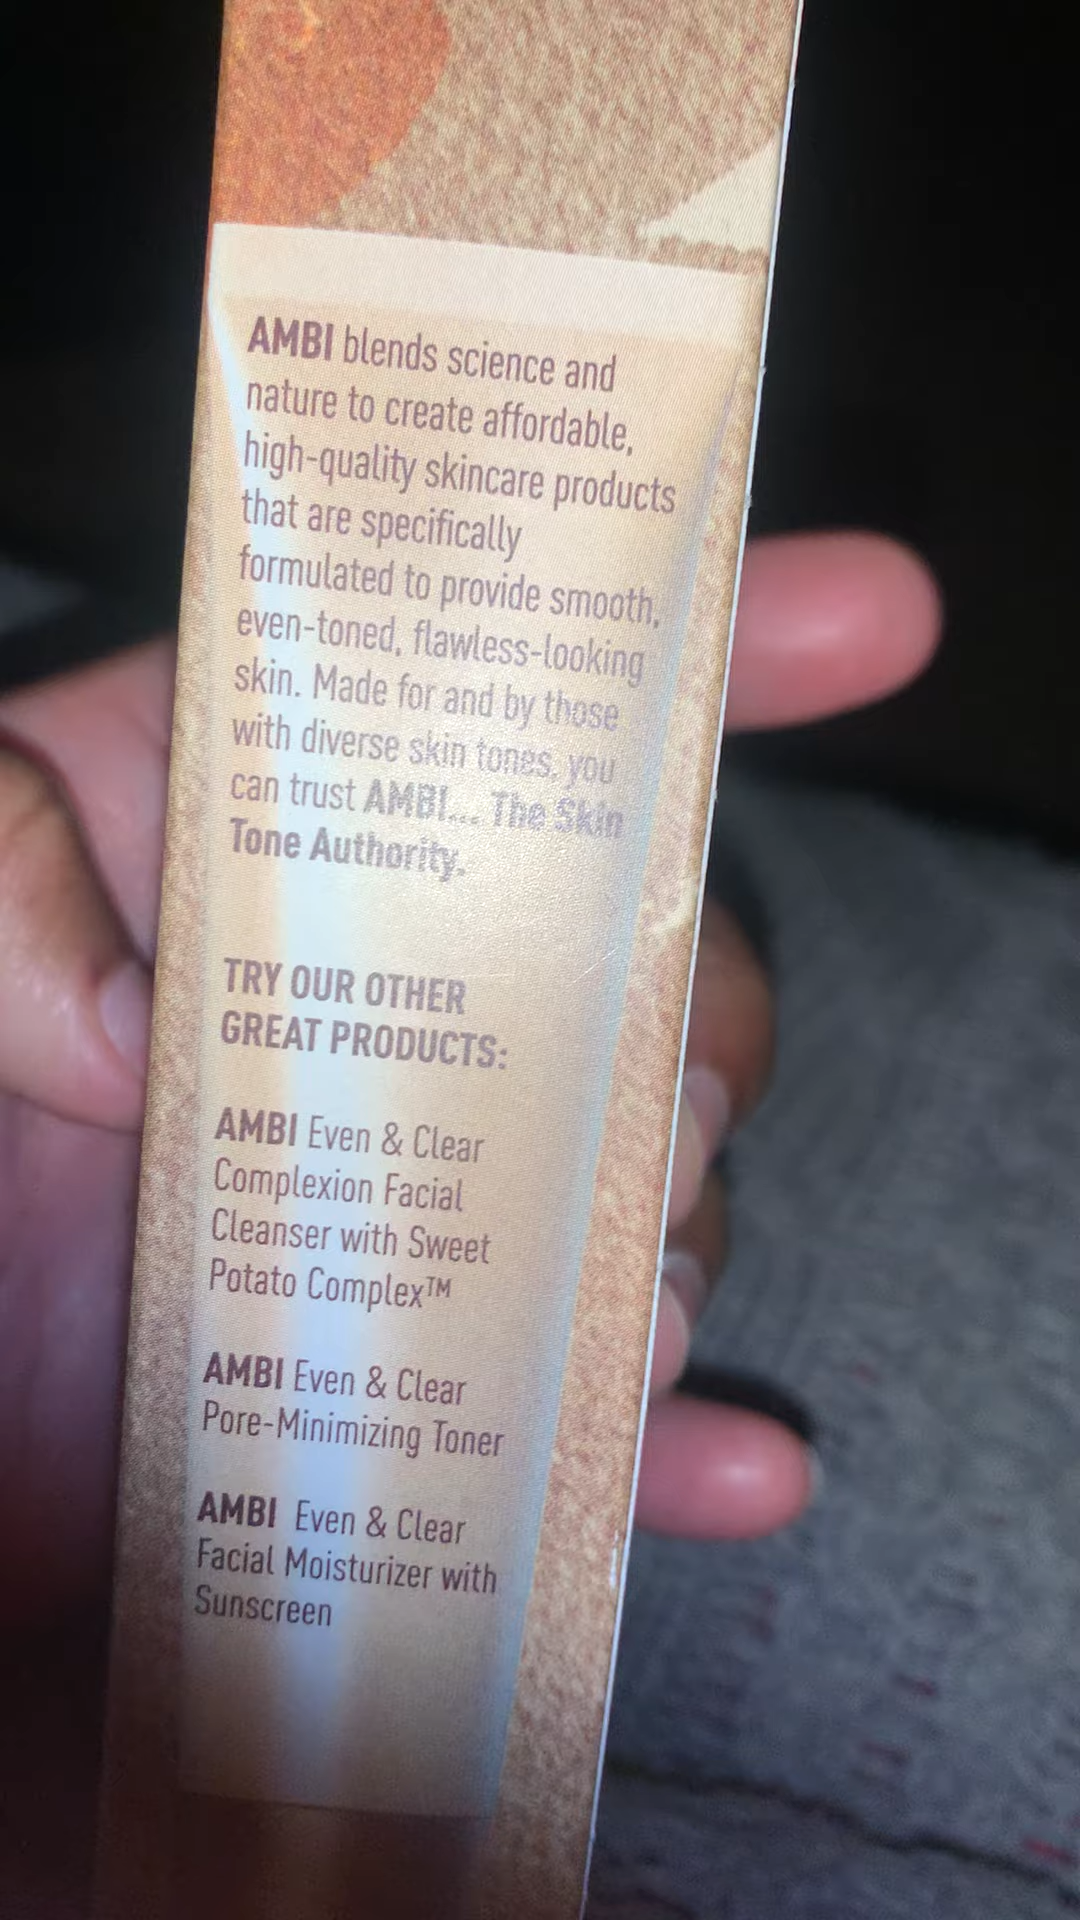 AMBI blends science and
nature to create affordable,
high-quality skincare products
that are specifically
formulated to provide smooth,
even-toned, flawless-looking
skin. Made for and by those
with diverse skin tones, you
can trust AMBI... The Skin
Tone Authority.
TRY OUR OTHER
GREAT PRODUCTS:
AMBI Even & Clear
Complexion Facial
Cleanser with Sweet
Potato Complex™
AMBI Even & Clear
Pore-Minimizing Toner
AMBI Even & Clear
Facial Moisturizer with
Sunscreen